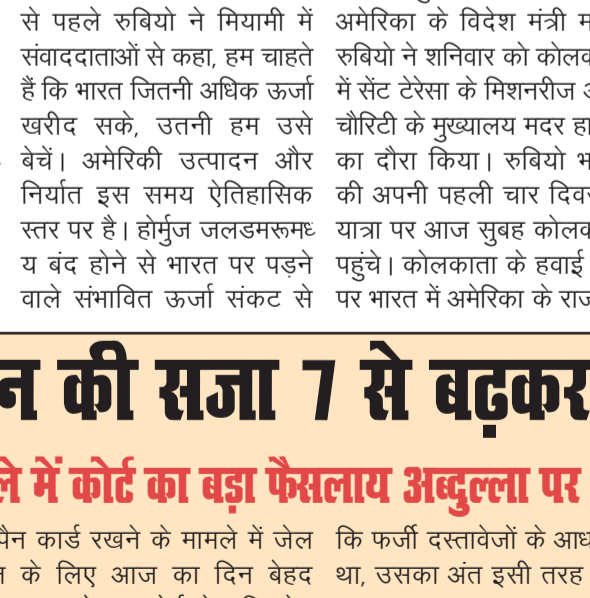 से पहले रुबियो ने मियामी में
संवाददाताओं से कहा, हम चाहते
हैं कि भारत जितनी अधिक ऊर्जा
खरीद सके, उतनी हम उसे
बेचें। अमेरिकी उत्पादन और
निर्यात इस समय ऐतिहासिक
स्तर पर है। होर्मुज जलडमरूमध्
य बंद होने से भारत पर पड़ने
वाले संभावित ऊर्जा संकट से
अमेरिका के विदेश मंत्री
रुबियो ने शनिवार को
में सेंट टेरेसा के मिशनरीज
चौरिटी के मुख्यालय मदर
का दौरा किया। रुबियो
की अपनी पहली चार
यात्रा पर आज सुबह
पहुंचे। कोलकाता के हवाई
पर भारत में अमेरिका के
की सजा 7 से बढ़कर
में कोर्ट का बड़ा फैसलाय अब्दुल्ला पर
पैन कार्ड रखने के मामले में जेल
के लिए आज का दिन बेहद
कि फर्जी दस्तावेजों के
था, उसका अंत इसी तरह